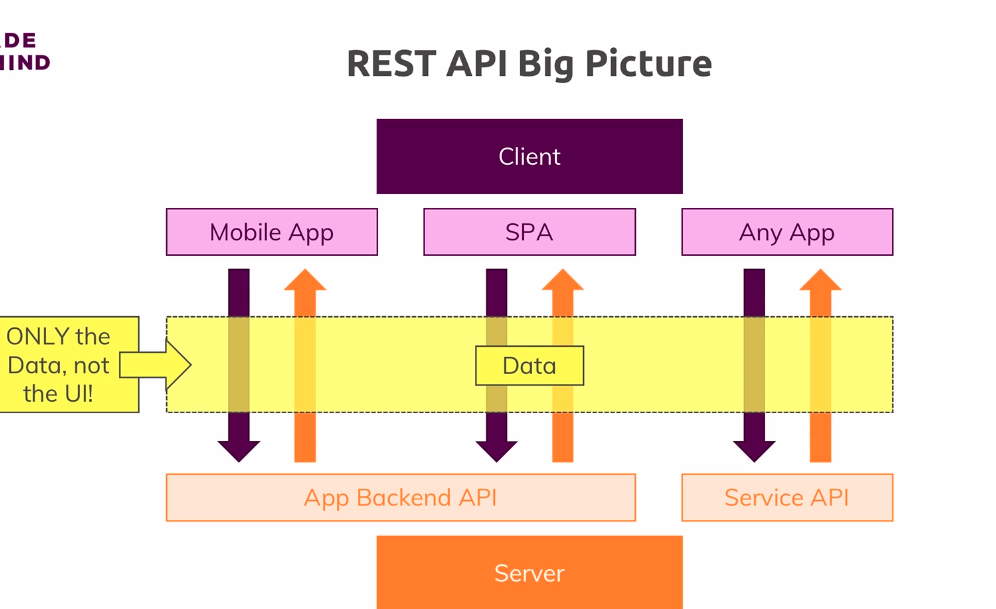 ADE
MIND
REST API Big Picture
Client
Mobile App
SPA
Any App
ONLY the
Data, not
the UI!
Data
App Backend API
Service API
Server